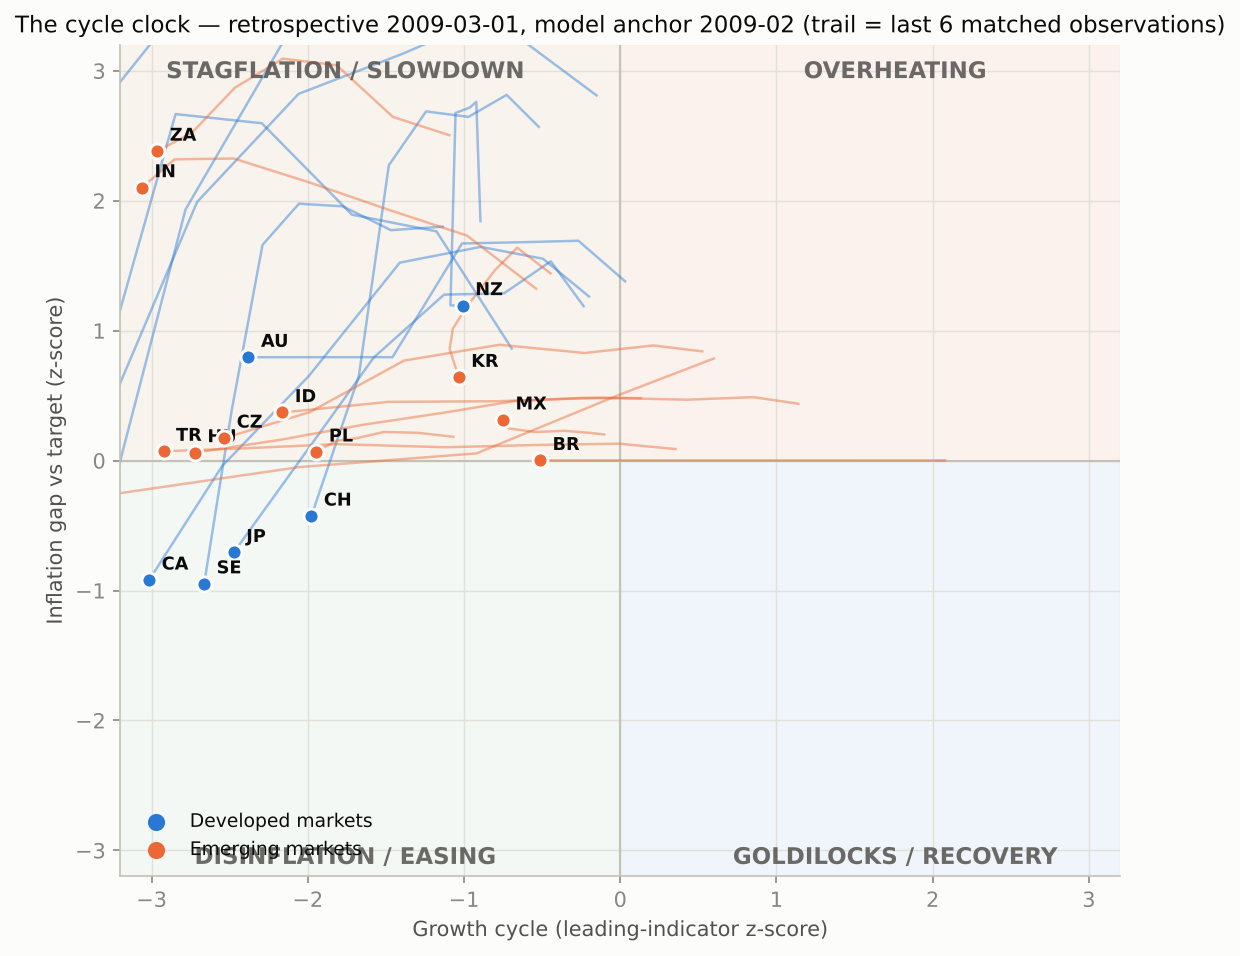 The cycle clock — retrospective 2009-03-01, model anchor 2009-02 (trail = last 6 matched observations)
STAGFLATION / SLOWDOWN
OVERHEATING
3
ZA
IN
2
NZ
1
AU
KR
ID
MX
CZ
TR
PL
BR
0
CH
JP
CA
SE
−1
−2
Developed markets
Emerging markets
−3
DISINFLATION / EASING
GOLDILOCKS / RECOVERY
−3 −2 −1 0 1 2 3
Growth cycle (leading-indicator z-score)
Inflation gap vs target (z-score)